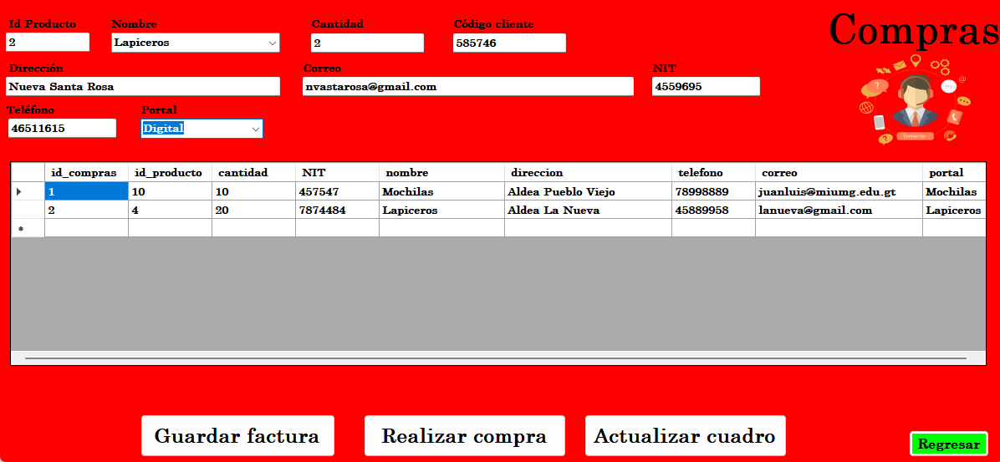 Compras
Id Producto Nombre Cantidad Código cliente
2 Lapiceros 2 585746
Dirección Correo NIT
Nueva Santa Rosa nvastarosa@gmail.com 4559695
Teléfono Portal
46511615 Digital
Contact Us
id_compras id_producto cantidad NIT nombre direccion telefono correo portal
1 10 10 457547 Mochilas Aldea Pueblo Viejo 78998889 juanluis@miumg.edu.gt Mochilas
2 4 20 7874484 Lapiceros Aldea La Nueva 45889958 lanueva@gmail.com Lapiceros
Guardar factura Realizar compra Actualizar cuadro
Regresar